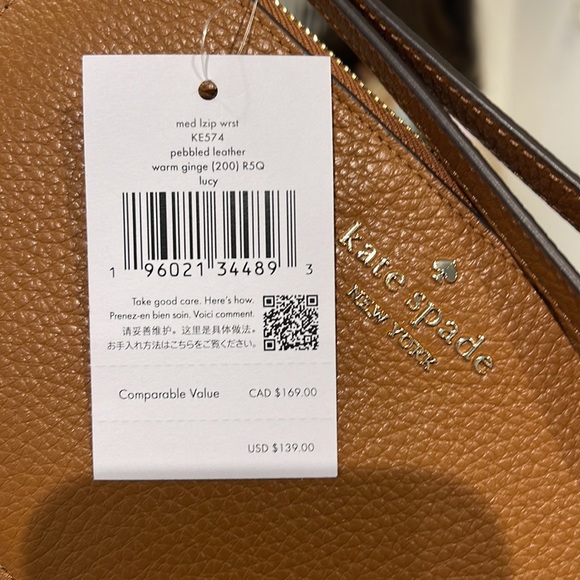 med lzip wrst
KE574
pebbled leather
warm ginge (200) R5Q
lucy
1 96021 34489 3
Take good care. Here's how.
Prenez-en bien soin. Voici comment.
请妥善维护。这里是具体做法。
お手入れ方法はこちらをご覧ください。
Comparable Value CAD $169.00
USD $139.00
kate spade
NEW YORK